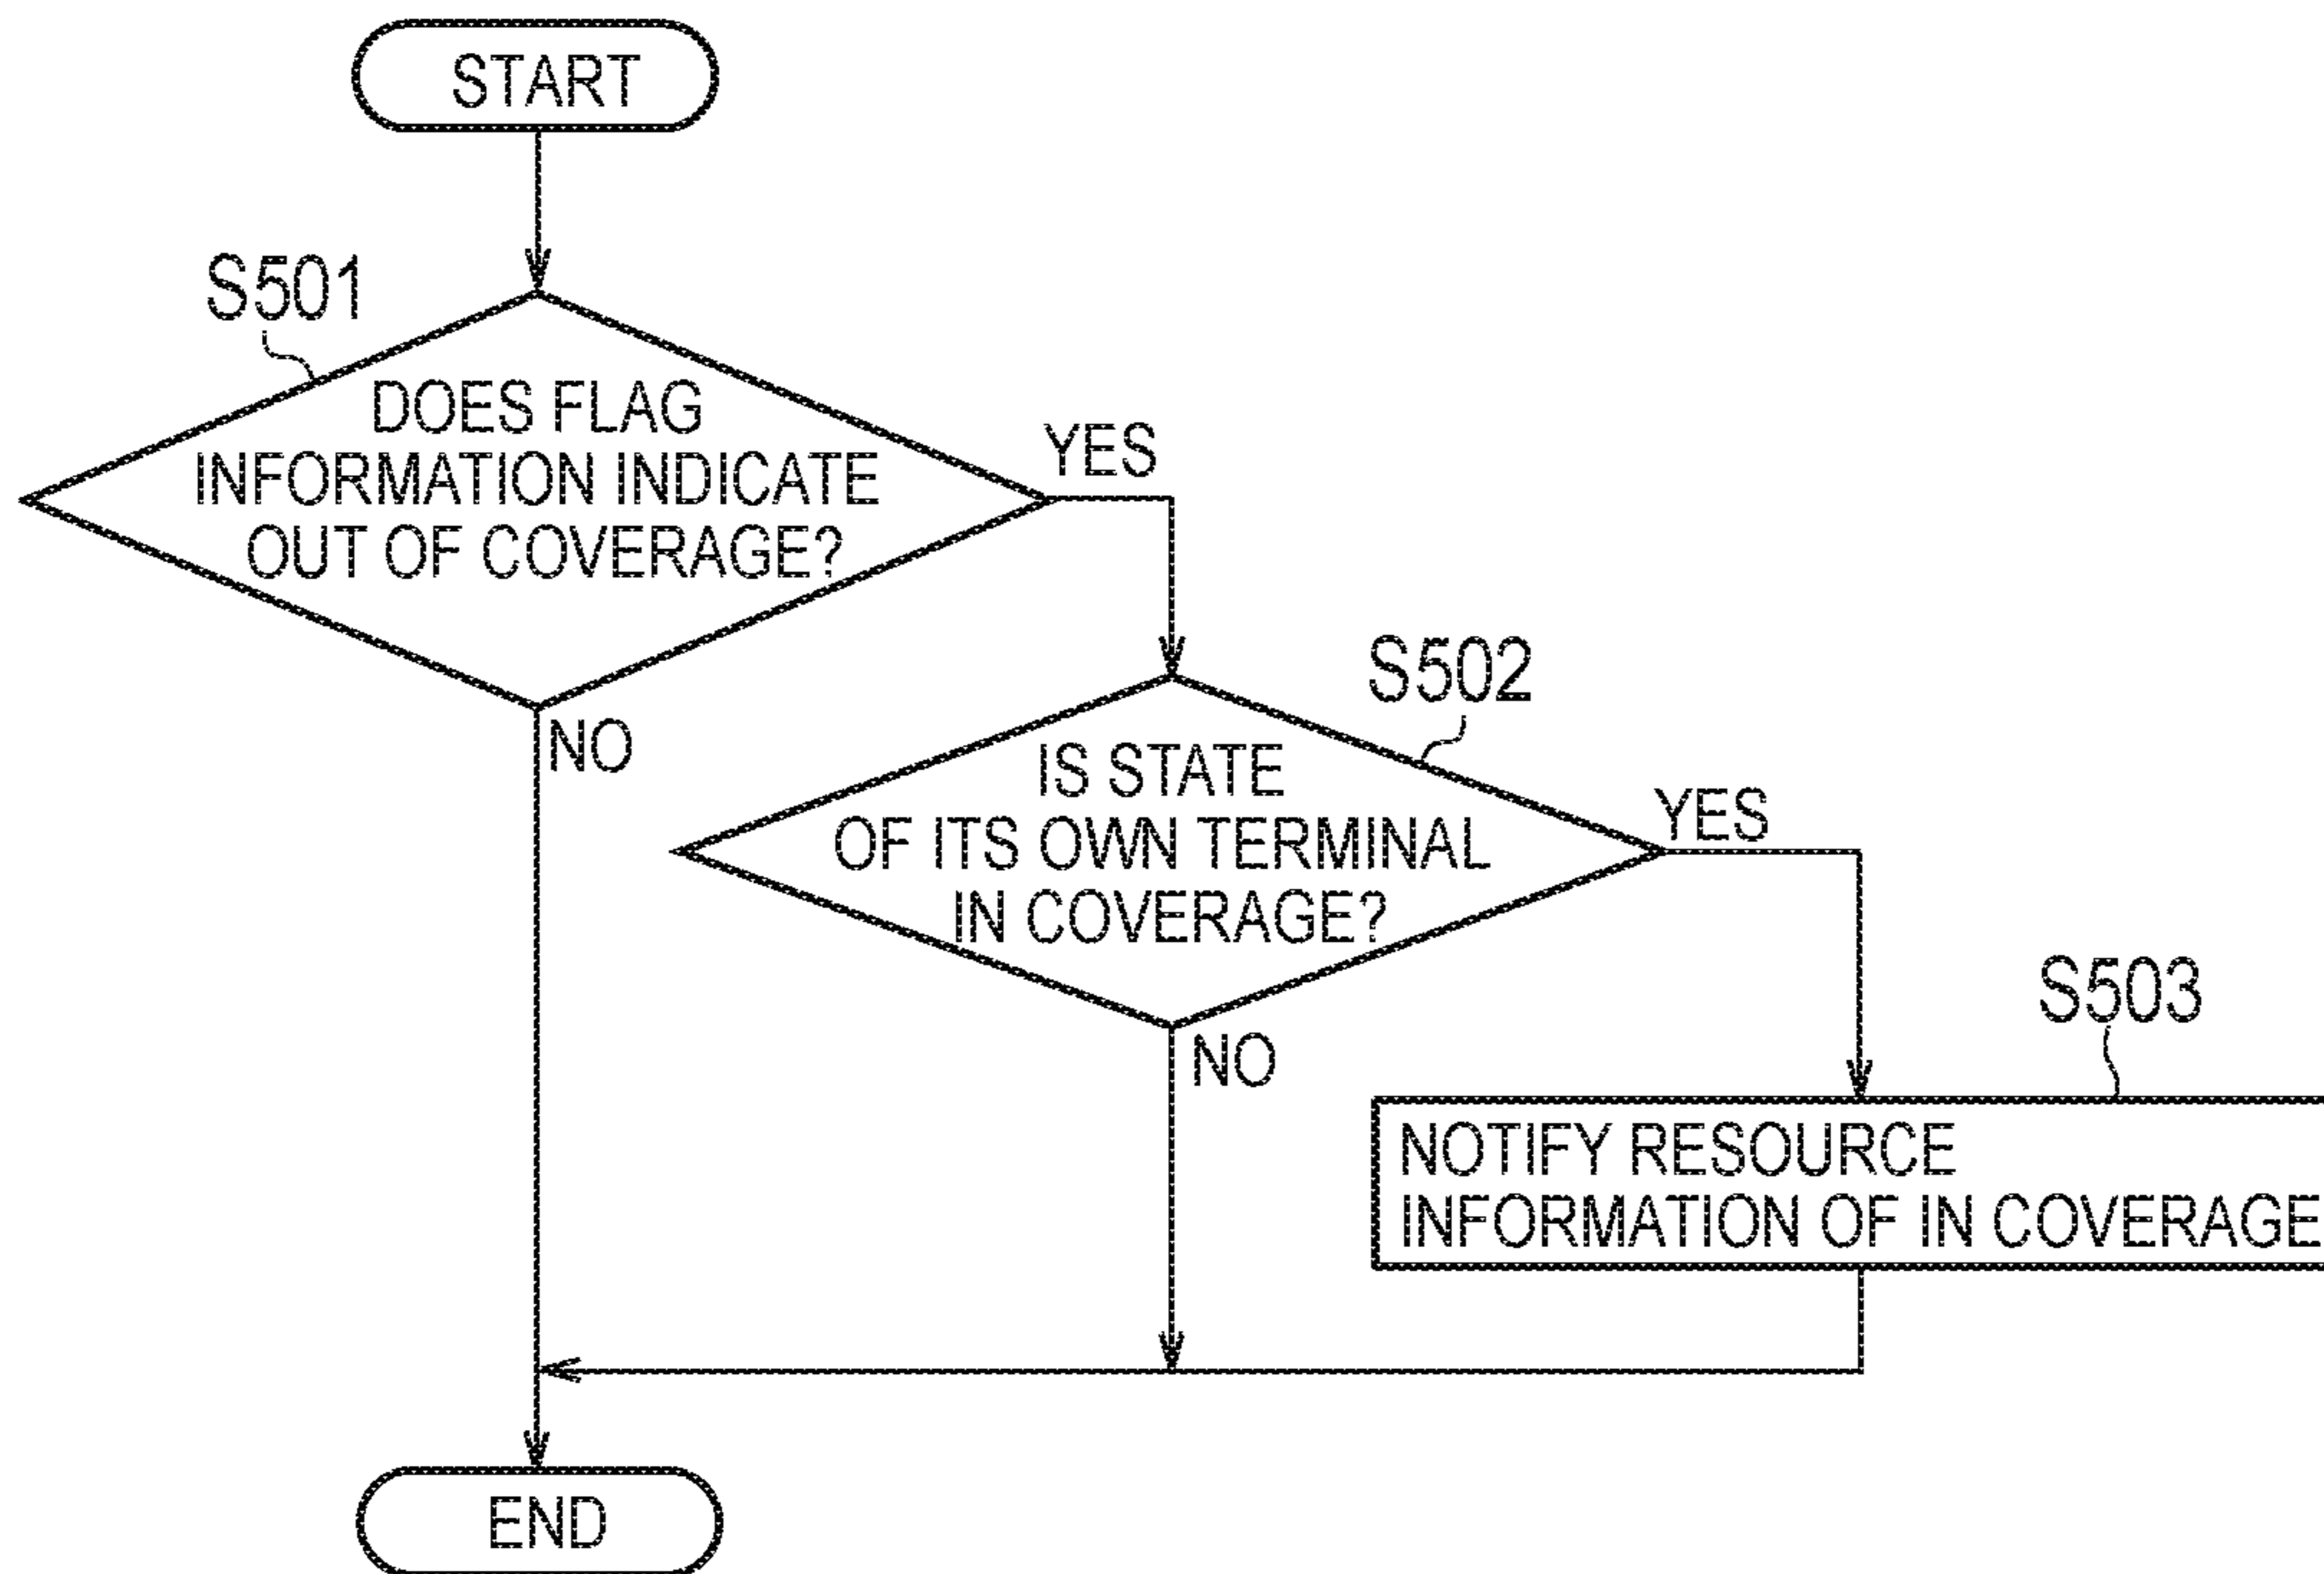 START
S501
DOES FLAG
INFORMATION INDICATE
OUT OF COVERAGE?
YES
NO
S502
IS STATE
OF ITS OWN TERMINAL
IN COVERAGE?
YES
NO
S503
NOTIFY RESOURCE
INFORMATION OF IN COVERAGE
END